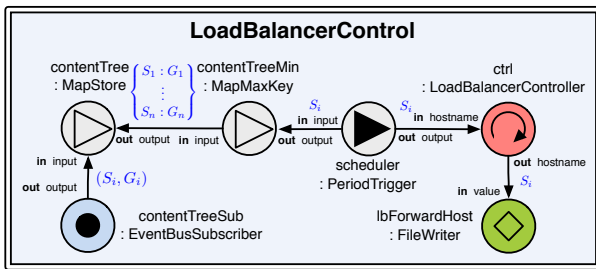 LoadBalancerControl
contentTree
: MapStore
S₁ : G₁
⋮
Sₙ : Gₙ
contentTreeMin
: MapMaxKey
ctrl
: LoadBalancerController
Sᵢ
in input
out output
Sᵢ
in hostname
out output
out output
in input
in input
scheduler
: PeriodTrigger
out hostname
Sᵢ
in value
out output
(Sᵢ, Gᵢ)
contentTreeSub
: EventBusSubscriber
lbForwardHost
: FileWriter